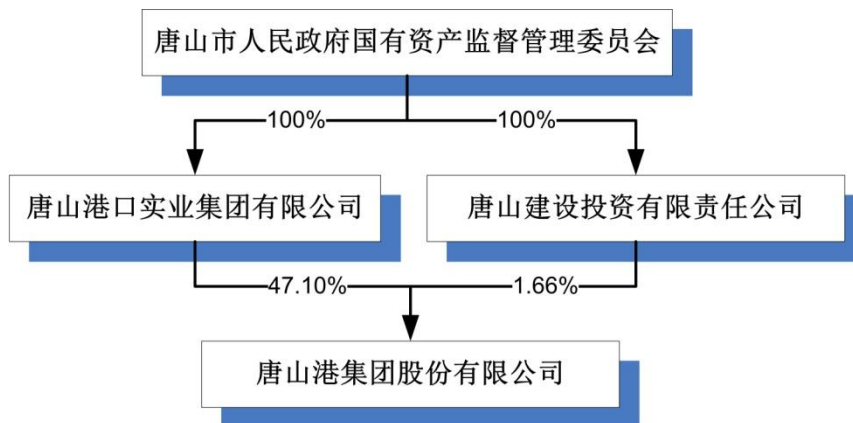 唐山市人民政府国有资产监督管理委员会
100%
100%
唐山港口实业集团有限公司
唐山建设投资有限责任公司
47.10%
1.66%
唐山港集团股份有限公司